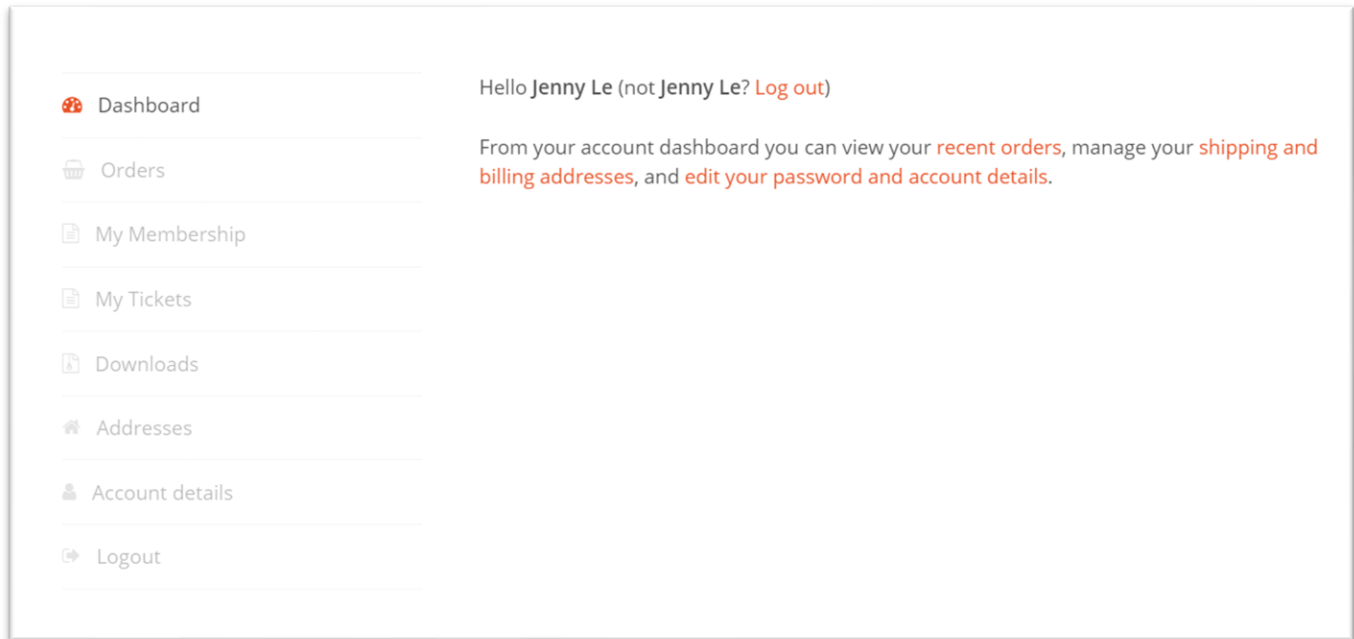 Dashboard
Orders
My Membership
My Tickets
Downloads
Addresses
Account details
Logout
Hello Jenny Le (not Jenny Le? Log out)
From your account dashboard you can view your recent orders, manage your shipping and
billing addresses, and edit your password and account details.